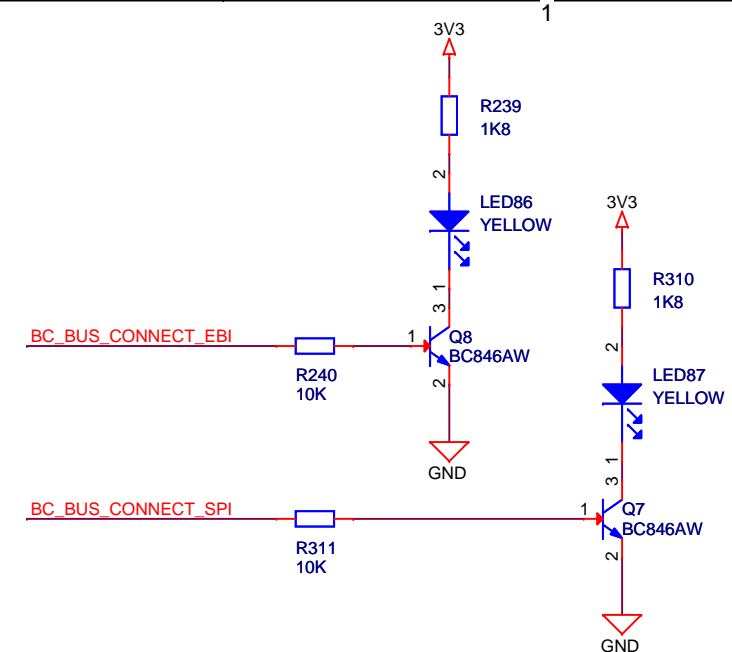 1
3V3
R239
1K8
2
LED86
YELLOW
1
3
BC_BUS_CONNECT_EBI
R240
10K
1
Q8
BC846AW
2
GND
3V3
R310
1K8
2
LED87
YELLOW
1
3
BC_BUS_CONNECT_SPI
R311
10K
1
Q7
BC846AW
2
GND